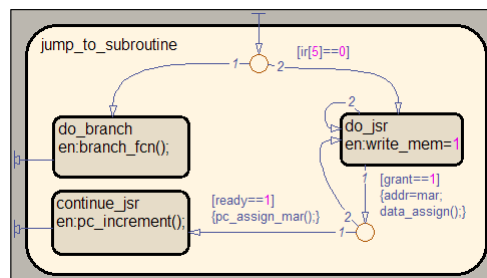 jump_to_subroutine
1
2
[ir[5]==0]
do_branch
en:branch_fcn();
2
do_jsr
en:write_mem=1
1
[grant==1]
{addr=mar;
data_assign();}
continue_jsr
en:pc_increment();
[ready==1]
{pc_assign_mar();}
2
1